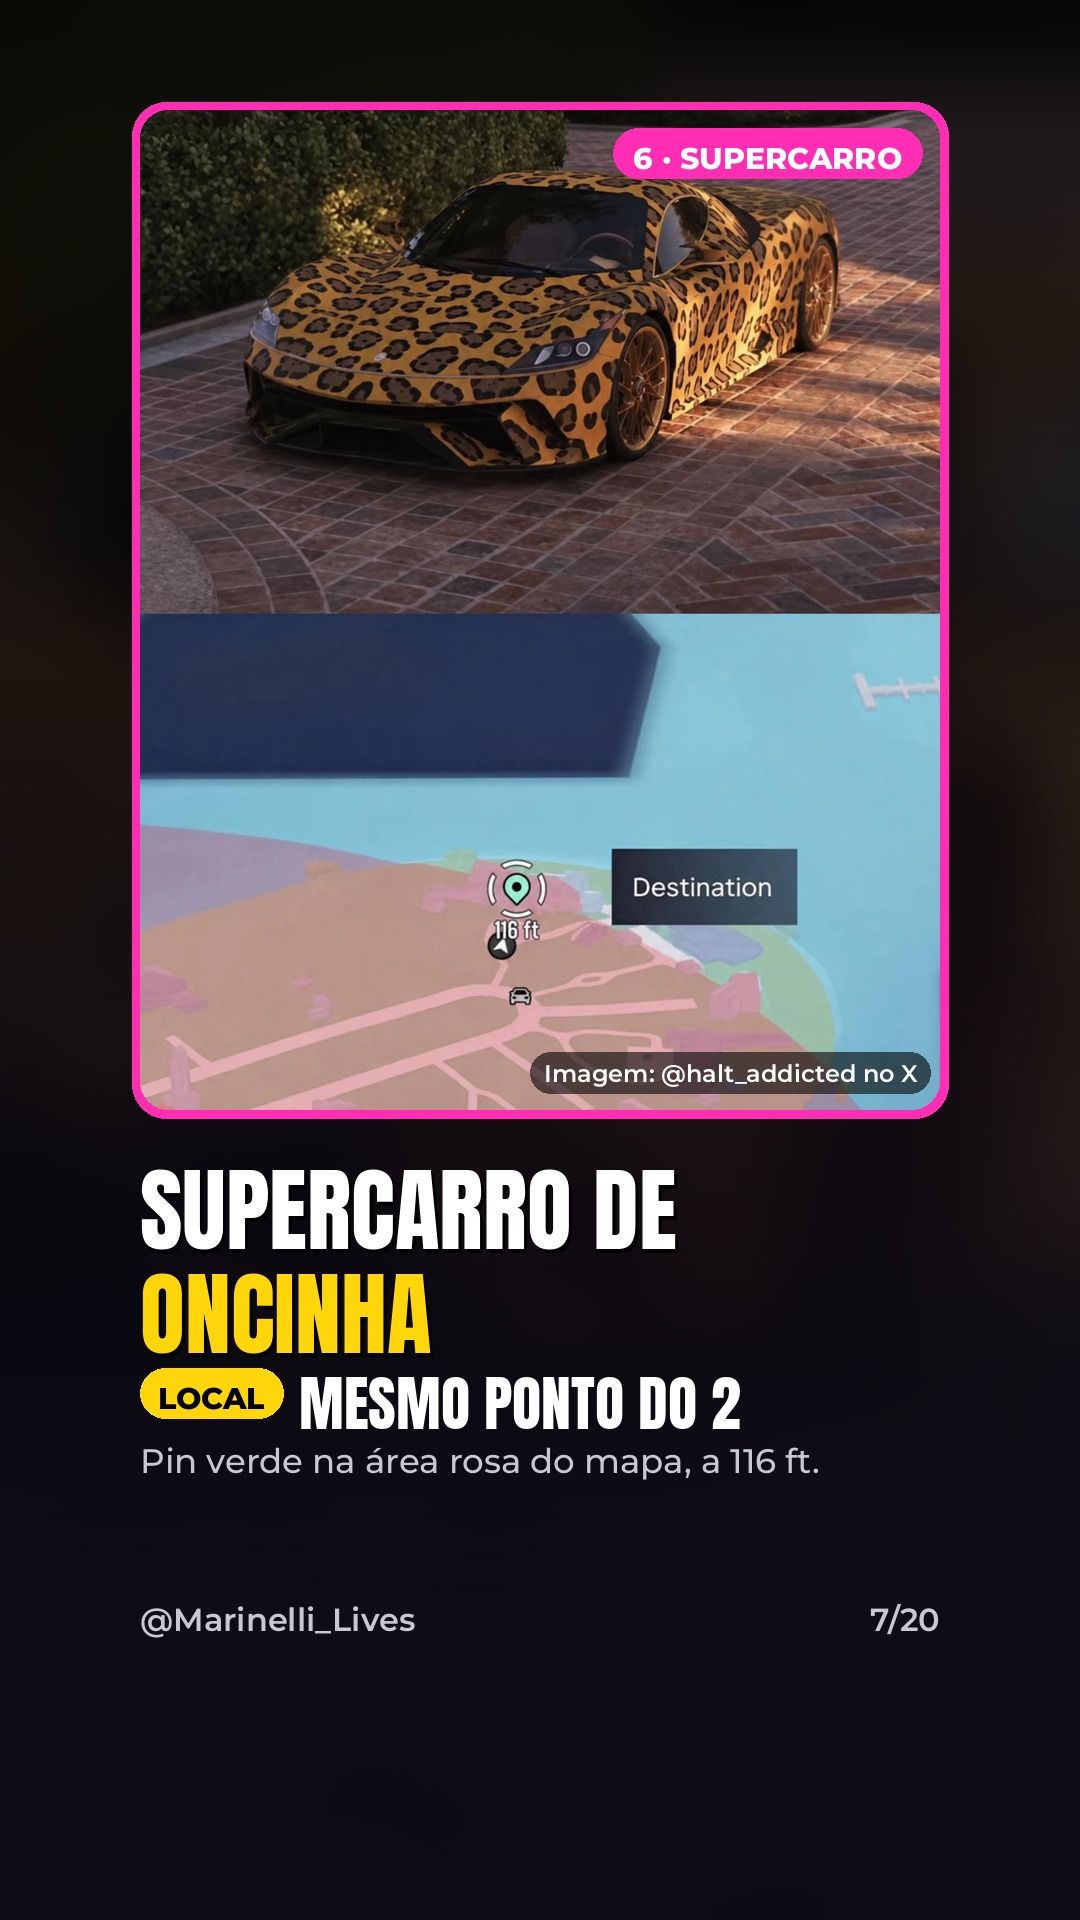 6 · SUPERCARRO
Destination
116 ft
Imagem: @halt_addicted no X
SUPERCARRO DE
ONCINHA
LOCAL MESMO PONTO DO 2
Pin verde na área rosa do mapa, a 116 ft.
@Marinelli_Lives 7/20